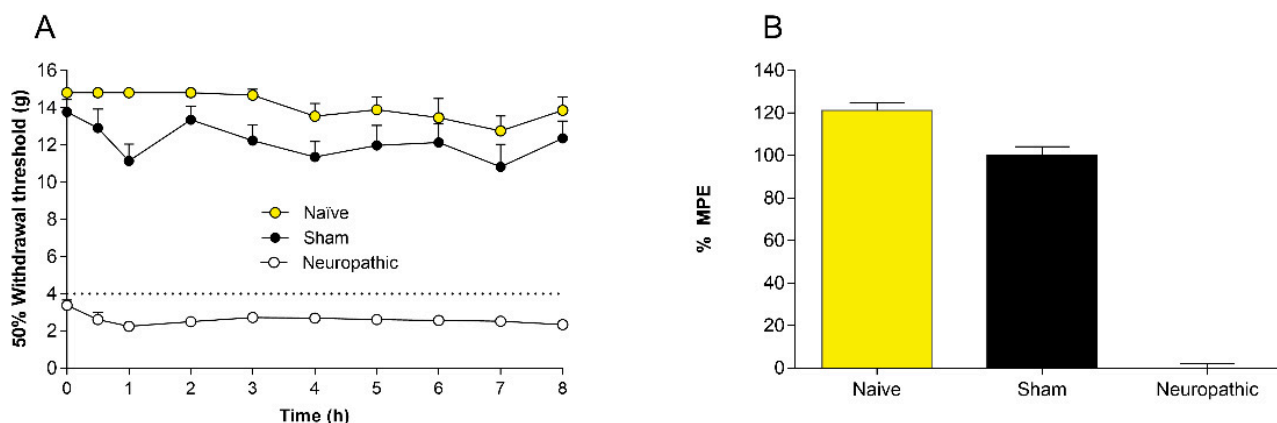 A
50% Withdrawal threshold (g)
16
14
12
10
8
6
4
2
0
Naïve
Sham
Neuropathic
0 1 2 3 4 5 6 7 8
Time (h)
B
% MPE
140
120
100
80
60
40
20
0
Naive Sham Neuropathic